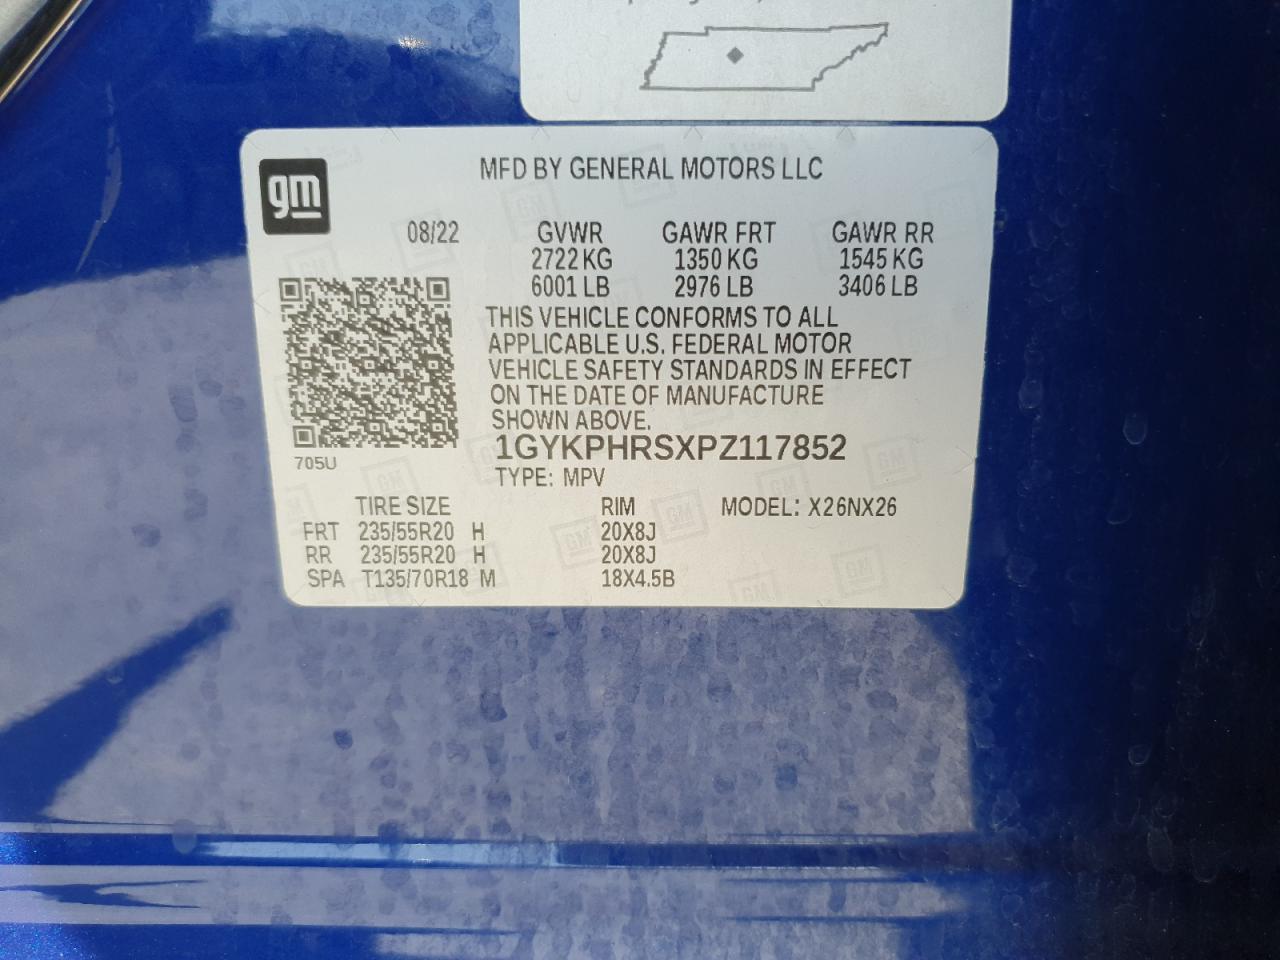 MFD BY GENERAL MOTORS LLC
gm
08/22 GVWR GAWR FRT GAWR RR
2722 KG 1350 KG 1545 KG
6001 LB 2976 LB 3406 LB
THIS VEHICLE CONFORMS TO ALL
APPLICABLE U.S. FEDERAL MOTOR
VEHICLE SAFETY STANDARDS IN EFFECT
ON THE DATE OF MANUFACTURE
SHOWN ABOVE.
1GYKPHRSXPZ117852
705U
TYPE: MPV
TIRE SIZE RIM MODEL: X26NX26
FRT 235/55R20 H 20X8J
RR 235/55R20 H 20X8J
SPA T135/70R18 M 18X4.5B